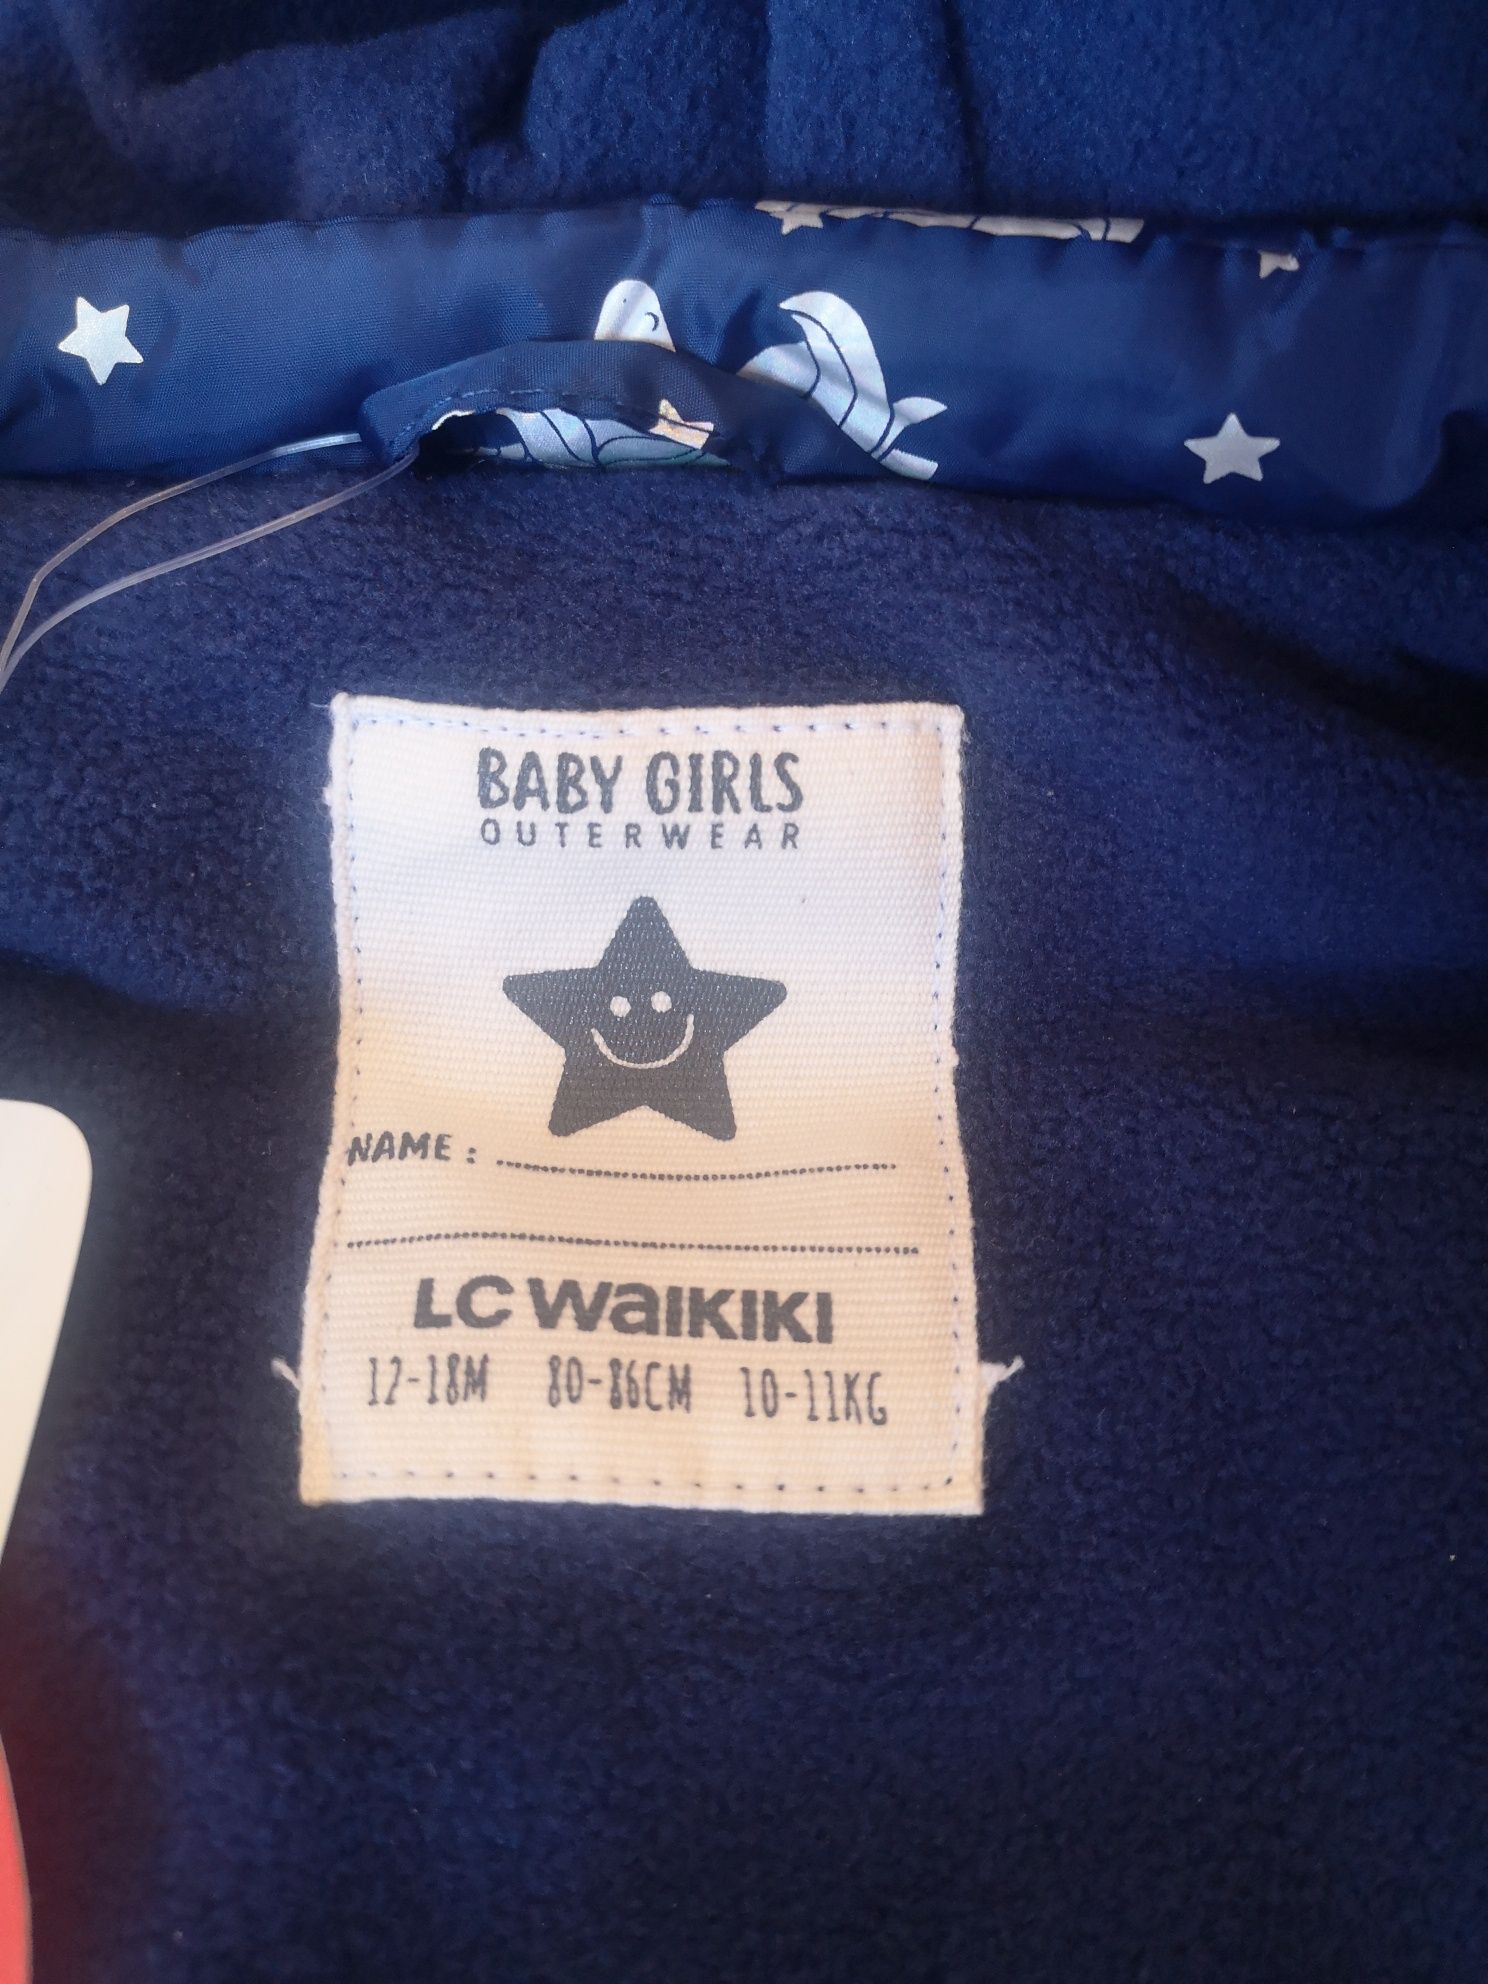 BABY GIRLS
OUTERWEAR
NAME :
LC WAIKIKI
12-18M 80-86CM 10-11KG